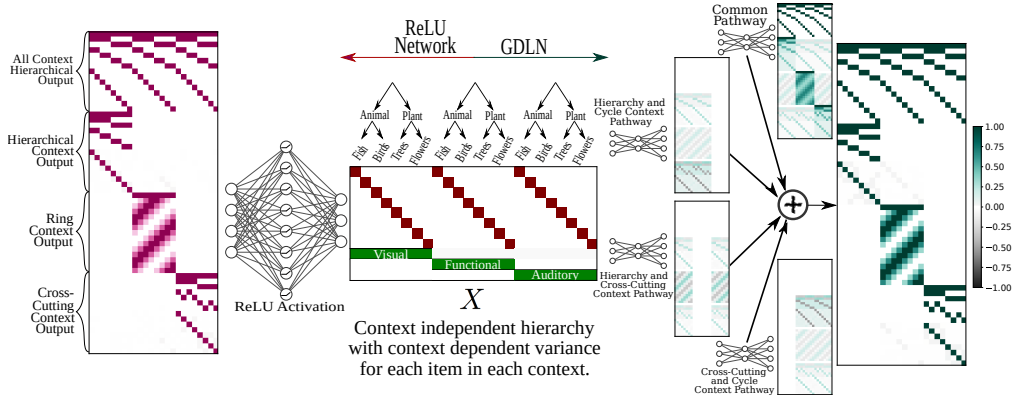 All Context
Hierarchical
Output
Hierarchical
Context
Output
Ring
Context
Output
Cross-
Cutting
Context
Output
ReLU Activation
ReLU
Network
GDLN
Animal Plant Animal Plant Animal Plant
Fish Birds Trees Flowers Fish Birds Trees Flowers Fish Birds Trees Flowers
Visual
Functional
Auditory
X
Context independent hierarchy
with context dependent variance
for each item in each context.
Common
Pathway
Hierarchy and
Cycle Context
Pathway
Hierarchy and
Cross-Cutting
Context Pathway
Cross-Cutting
and Cycle
Context Pathway
+
1.00
0.75
0.50
0.25
0.00
−0.25
−0.50
−0.75
−1.00